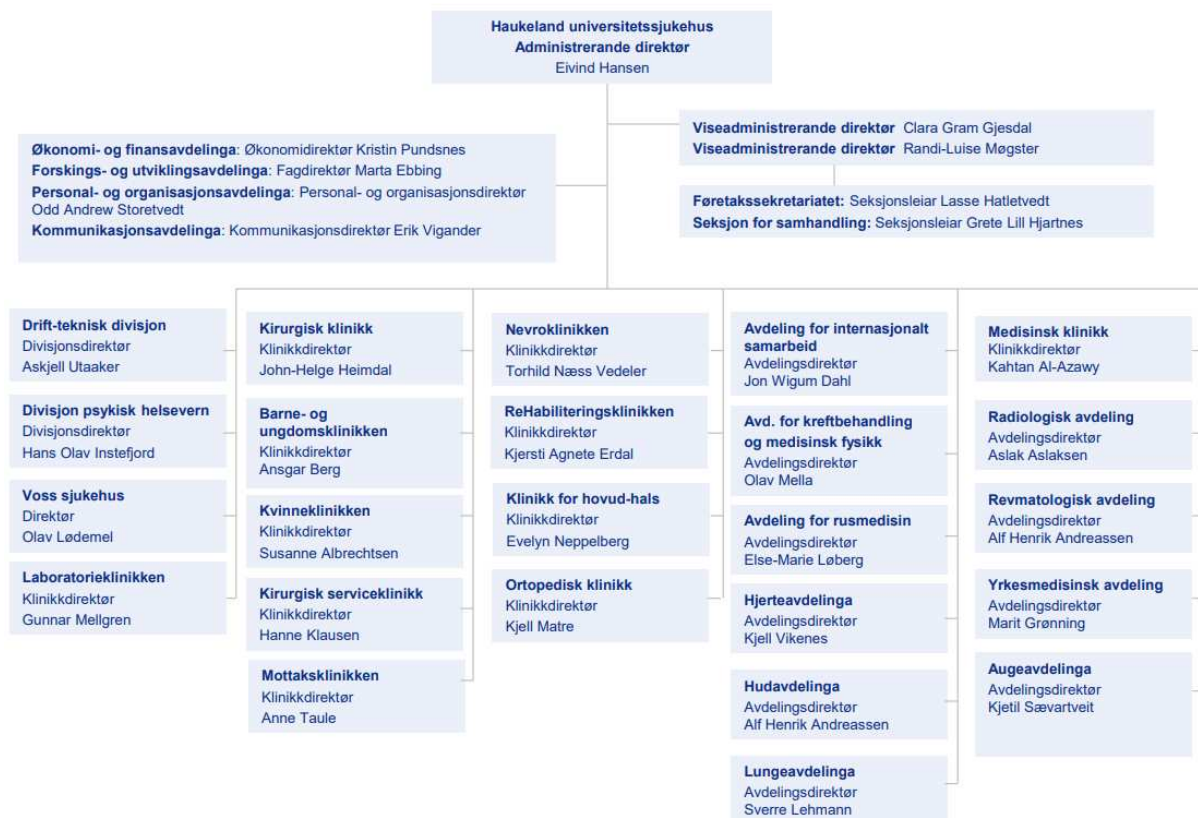 Haukeland universitetssjukehus
Administrerande direktør
Eivind Hansen
Økonomi- og finansavdelinga: Økonomidirektør Kristin Pundsnes
Forskings- og utviklingsavdelinga: Fagdirektør Marta Ebbing
Personal- og organisasjonsavdelinga: Personal- og organisasjonsdirektør
Odd Andrew Storetvedt
Kommunikasjonsavdelinga: Kommunikasjonsdirektør Erik Vigander
Viseadministrerande direktør Clara Gram Gjesdal
Viseadministrerande direktør Randi-Luise Møgster
Føretakssekretariatet: Seksjonsleiar Lasse Hatletvedt
Seksjon for samhandling: Seksjonsleiar Grete Lill Hjartnes
Drift-teknisk divisjon
Divisjonsdirektør
Askjell Utaaker
Divisjon psykisk helsevern
Divisjonsdirektør
Hans Olav Instefjord
Voss sjukehus
Direktør
Olav Lødemel
Laboratorieklinikken
Klinikkdirektør
Gunnar Mellgren
Kirurgisk klinikk
Klinikkdirektør
John-Helge Heimdal
Barne- og
ungdomsklinikken
Klinikkdirektør
Ansgar Berg
Kvinneklinikken
Klinikkdirektør
Susanne Albrechtsen
Kirurgisk serviceklinikk
Klinikkdirektør
Hanne Klausen
Mottaksklinikken
Klinikkdirektør
Anne Taule
Nevroklinikken
Klinikkdirektør
Torhild Næss Vedeler
ReHabiliteringsklinikken
Klinikkdirektør
Kjersti Agnete Erdal
Klinikk for hovud-hals
Klinikkdirektør
Evelyn Neppelberg
Ortopedisk klinikk
Klinikkdirektør
Kjell Matre
Avdeling for internasjonalt
samarbeid
Avdelingsdirektør
Jon Wigum Dahl
Avd. for kreftbehandling
og medisinsk fysikk
Avdelingsdirektør
Olav Mella
Avdeling for rusmedisin
Avdelingsdirektør
Else-Marie Løberg
Hjerteavdelinga
Avdelingsdirektør
Kjell Vikenes
Hudavdelinga
Avdelingsdirektør
Alf Henrik Andreassen
Lungeavdelinga
Avdelingsdirektør
Sverre Lehmann
Medisinsk klinikk
Klinikkdirektør
Kahtan Al-Azawy
Radiologisk avdeling
Avdelingsdirektør
Aslak Aslaksen
Revmatologisk avdeling
Avdelingsdirektør
Alf Henrik Andreassen
Yrkesmedisinsk avdeling
Avdelingsdirektør
Marit Grønning
Augeavdelinga
Avdelingsdirektør
Kjetil Sævartveit